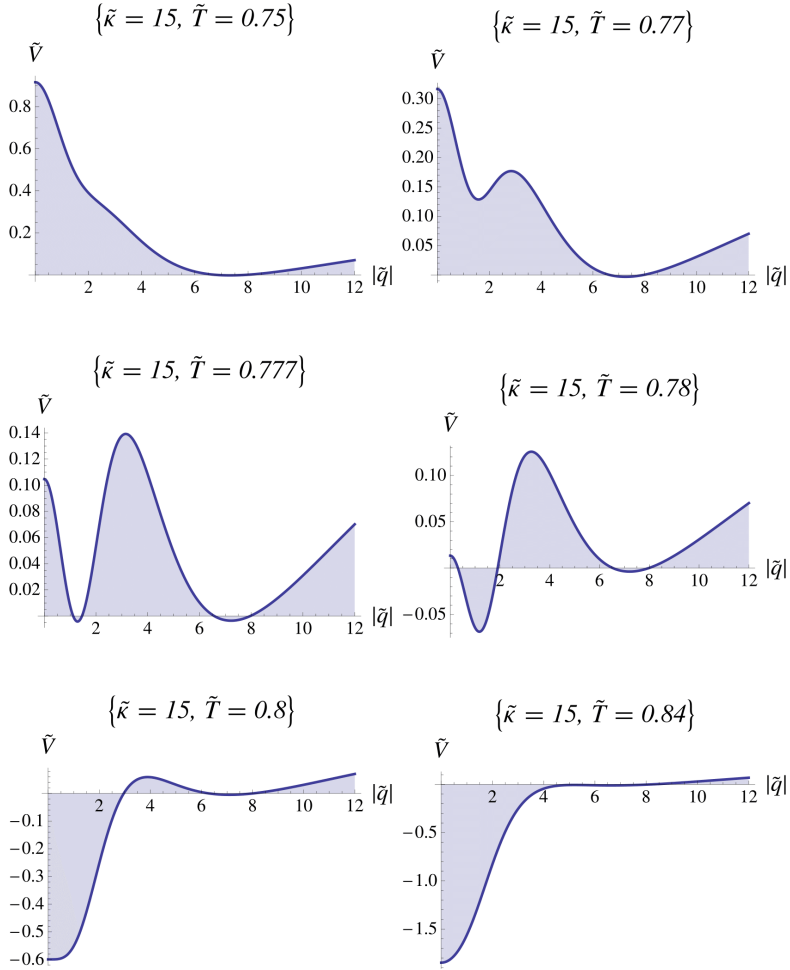 {κ̃ = 15, T̃ = 0.75}
Ṽ
0.8
0.6
0.4
0.2
2 4 6 8 10 12 |q̃|
{κ̃ = 15, T̃ = 0.77}
Ṽ
0.30
0.25
0.20
0.15
0.10
0.05
2 4 6 8 10 12 |q̃|
{κ̃ = 15, T̃ = 0.777}
Ṽ
0.14
0.12
0.10
0.08
0.06
0.04
0.02
2 4 6 8 10 12 |q̃|
{κ̃ = 15, T̃ = 0.78}
Ṽ
0.10
0.05
2 4 6 8 10 12 |q̃|
−0.05
{κ̃ = 15, T̃ = 0.8}
Ṽ
2 4 6 8 10 12 |q̃|
−0.1
−0.2
−0.3
−0.4
−0.5
−0.6
{κ̃ = 15, T̃ = 0.84}
Ṽ
2 4 6 8 10 12 |q̃|
−0.5
−1.0
−1.5